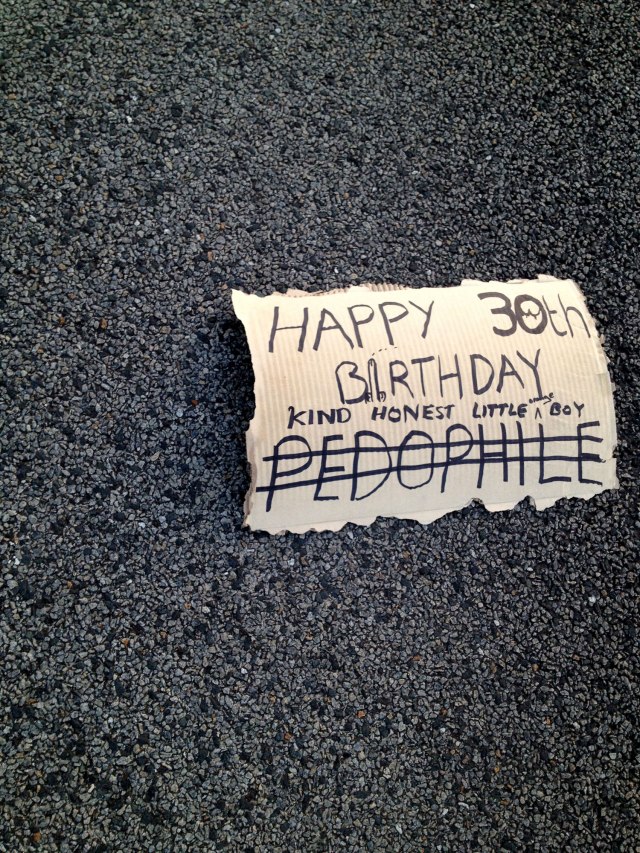 HAPPY 30th
BIRTHDAY
KIND HONEST LITTLE BOY
PEDOPHILE